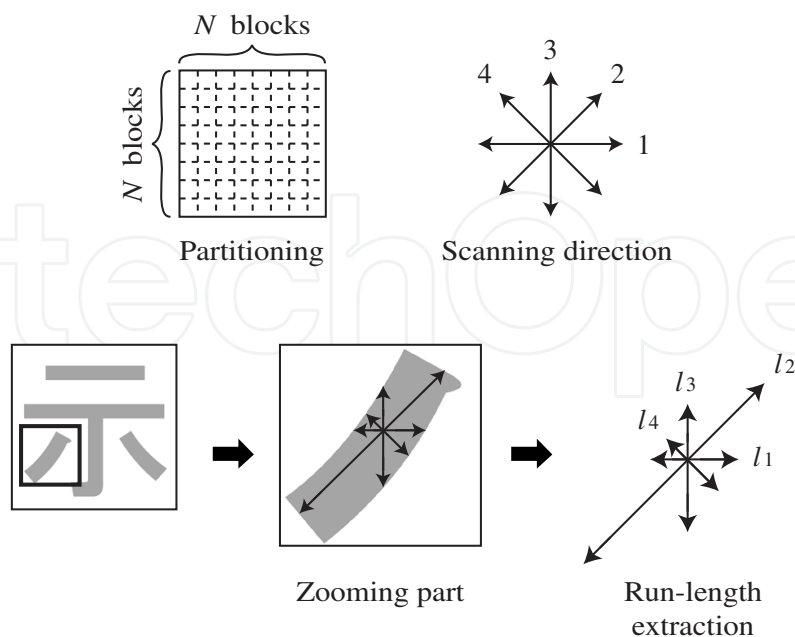 N blocks
N blocks
Partitioning
3
4
2
1
Scanning direction
techOpe
示
Zooming part
l3
l2
l4
l1
Run-length
extraction